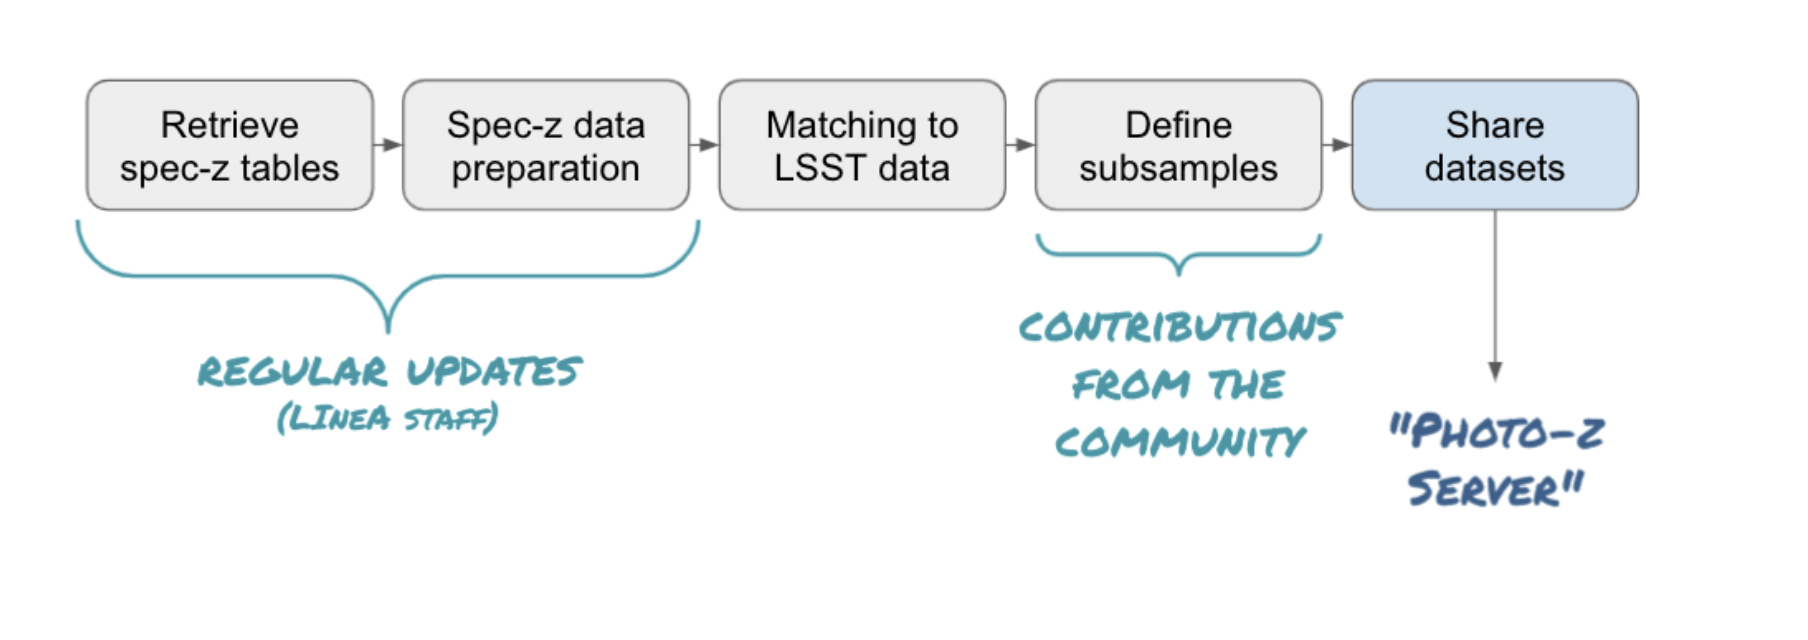 Retrieve
spec-z tables
Spec-z data
preparation
Matching to
LSST data
Define
subsamples
Share
datasets
REGULAR UPDATES
(LIneA STAFF)
CONTRIBUTIONS
FROM THE
COMMUNITY
"PHOTO-Z
SERVER"